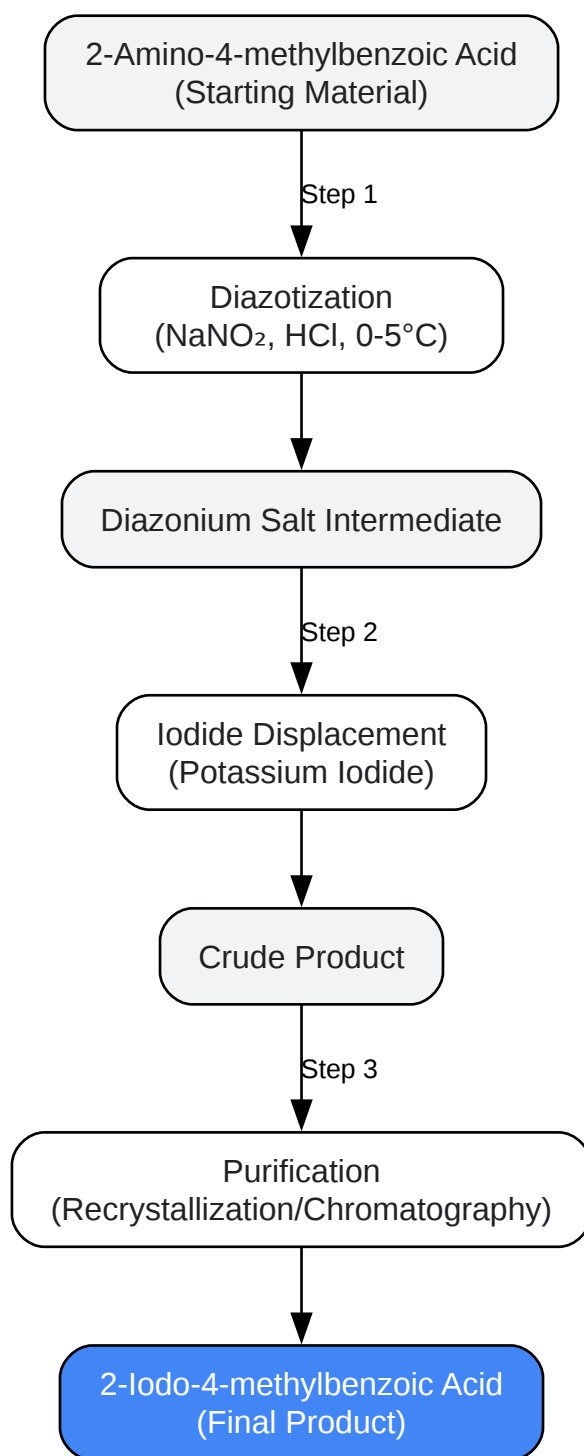 2-Amino-4-methylbenzoic Acid
(Starting Material)
Step 1
Diazotization
(NaNO₂, HCl, 0-5°C)
Diazonium Salt Intermediate
Step 2
Iodide Displacement
(Potassium Iodide)
Crude Product
Step 3
Purification
(Recrystallization/Chromatography)
2-Iodo-4-methylbenzoic Acid
(Final Product)